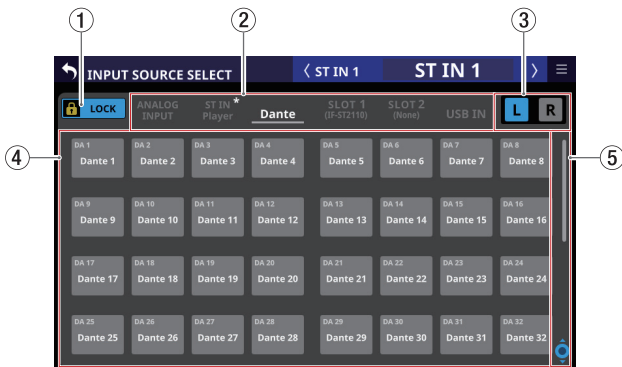 ① ② ③
INPUT SOURCE SELECT ST IN 1 ST IN 1
LOCK ANALOG INPUT ST IN * Player Dante SLOT 1 (IF-ST2110) SLOT 2 (None) USB IN L R
④ ⑤
DA 1 DA 2 DA 3 DA 4 DA 5 DA 6 DA 7 DA 8
Dante 1 Dante 2 Dante 3 Dante 4 Dante 5 Dante 6 Dante 7 Dante 8
DA 9 DA 10 DA 11 DA 12 DA 13 DA 14 DA 15 DA 16
Dante 9 Dante 10 Dante 11 Dante 12 Dante 13 Dante 14 Dante 15 Dante 16
DA 17 DA 18 DA 19 DA 20 DA 21 DA 22 DA 23 DA 24
Dante 17 Dante 18 Dante 19 Dante 20 Dante 21 Dante 22 Dante 23 Dante 24
DA 25 DA 26 DA 27 DA 28 DA 29 DA 30 DA 31 DA 32
Dante 25 Dante 26 Dante 27 Dante 28 Dante 29 Dante 30 Dante 31 Dante 32